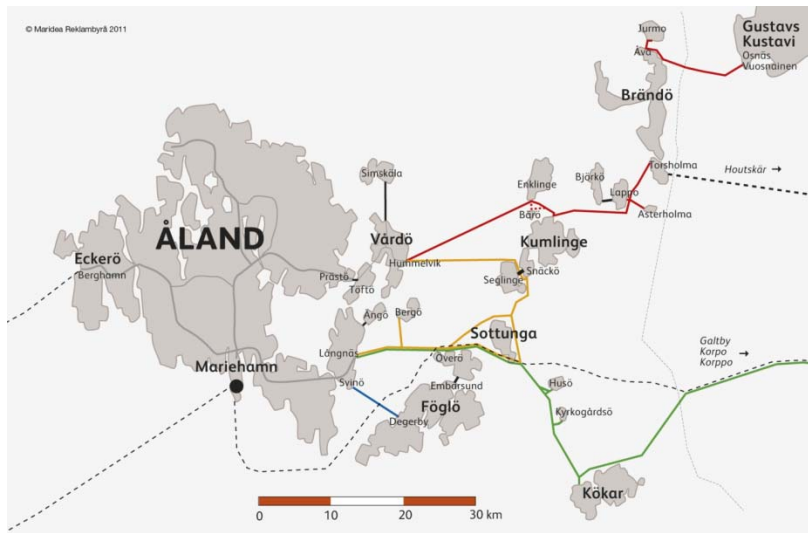 © Maridea Reklambyrå 2011
Jurmo
Gustavs
Kustavi
Osnäs
Vuosnainen
Åva
Brändö
Torsholma
Houtskär →
Simskäla
Enklinge
Björkö
Lappo
Asterholma
Bärö
ÅLAND
Vårdö
Kumlinge
Eckerö
Berghamn
Hummelvik
Prästö
Töftö
Snäckö
Seglinge
Ängö
Bergö
Sottunga
Galtby
Korpo
Korppo
→
Långnäs
Överö
Mariehamn
Svinö
Embarsund
Husö
Föglö
Degerby
Kyrkogårdsö
Kökar
0 10 20 30 km